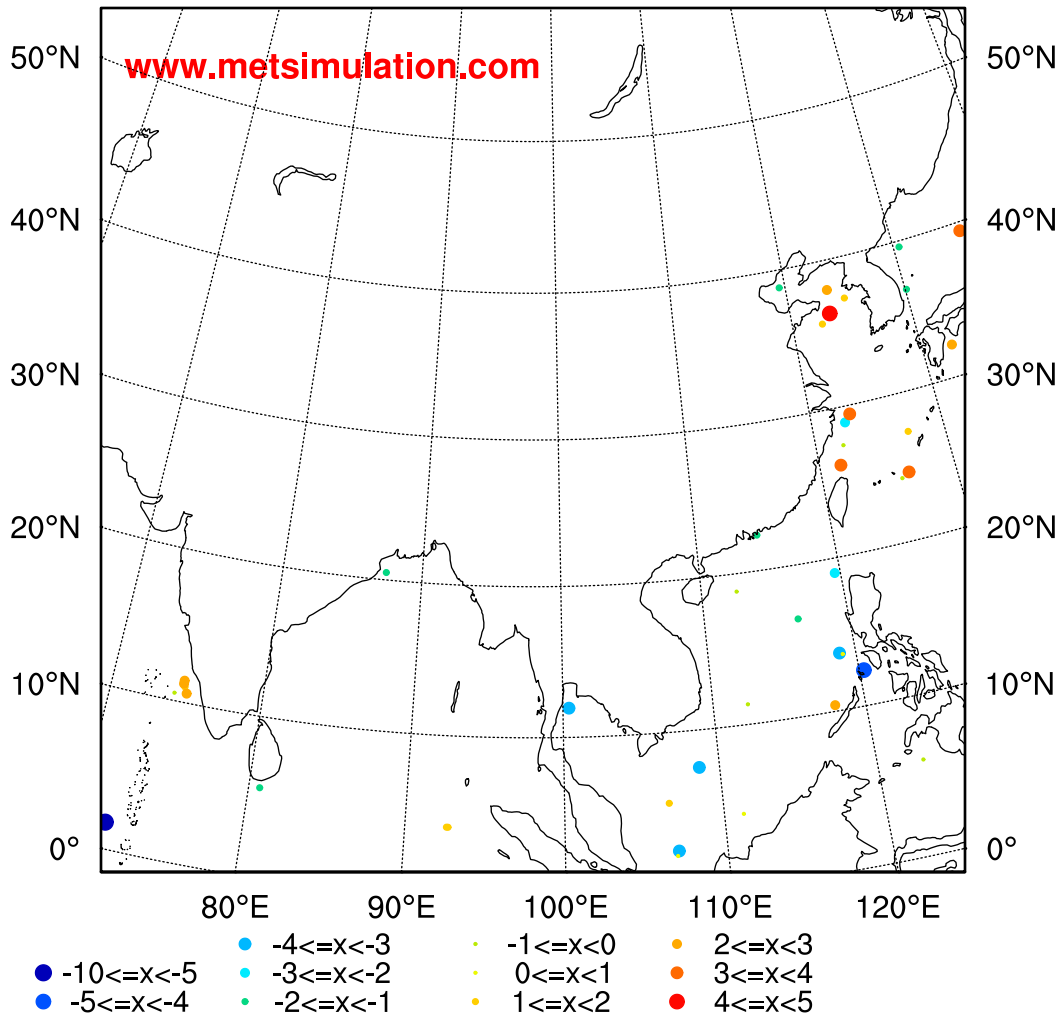 www.metsimulation.com
50°N 50°N
40°N 40°N
30°N 30°N
20°N 20°N
10°N 10°N
0° 0°
80°E 90°E 100°E 110°E 120°E
-4<=x<-3 -1<=x<0 2<=x<3
-10<=x<-5 -3<=x<-2 0<=x<1 3<=x<4
-5<=x<-4 -2<=x<-1 1<=x<2 4<=x<5